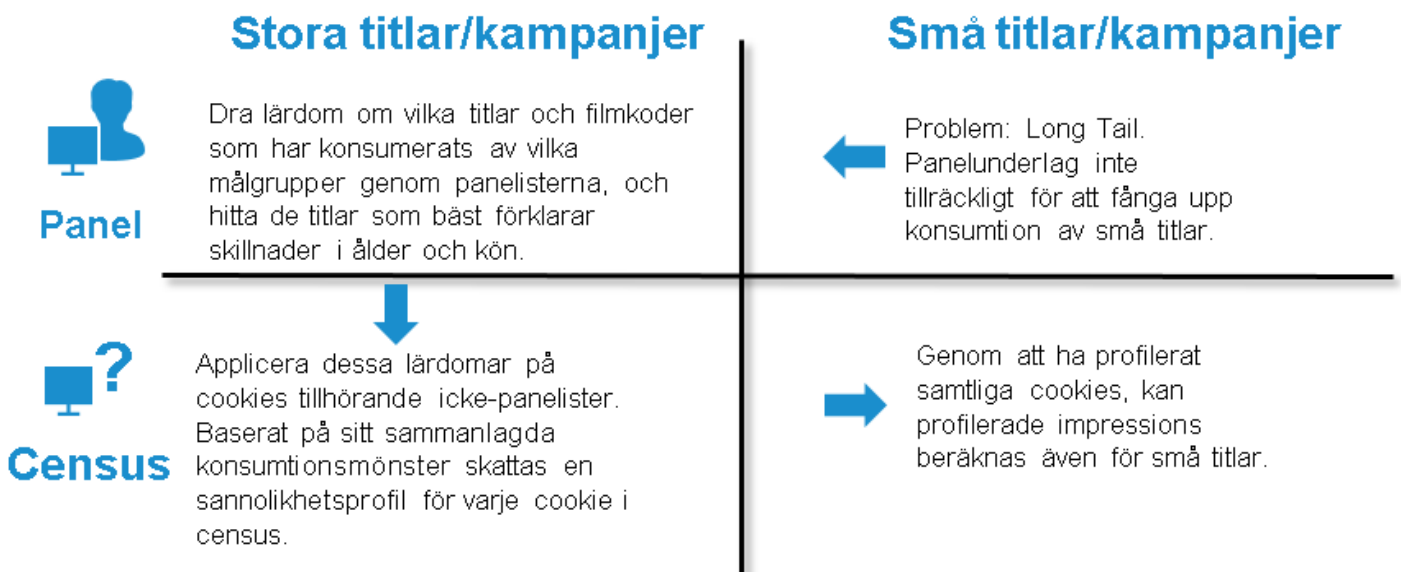 Stora titlar/kampanjer
Små titlar/kampanjer
Panel
Dra lärdom om vilka titlar och filmkoder
som har konsumerats av vilka
målgrupper genom panelisterna, och
hitta de titlar som bäst förklarar
skillnader i ålder och kön.
Problem: Long Tail.
Panelunderlag inte
tillräckligt för att fånga upp
konsumtion av små titlar.
?
Census
Applicera dessa lärdomar på
cookies tillhörande icke-panelister.
Baserat på sitt sammanlagda
konsumtionsmönster skattas en
sannolikhetsprofil för varje cookie i
census.
Genom att ha profilerat
samtliga cookies, kan
profilerade impressions
beräknas även för små titlar.